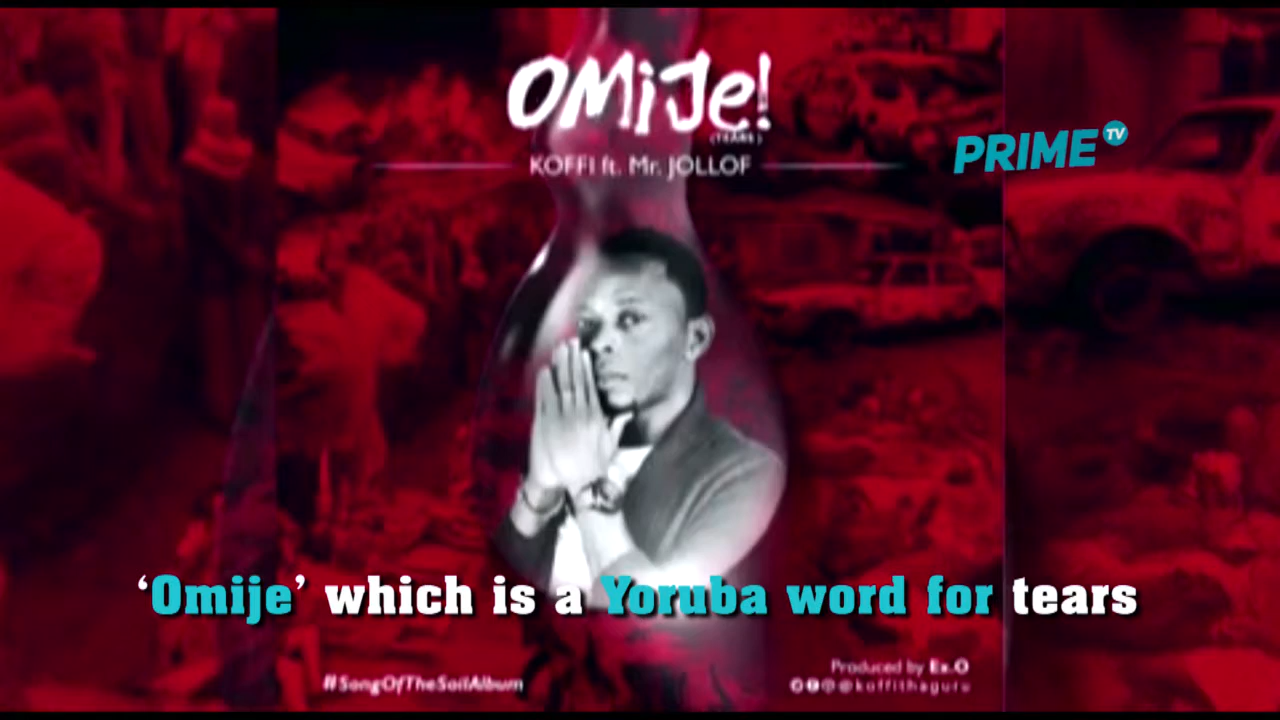 OMiJe!
(TEARS)
KOFFI ft. Mr. JOLLOF
PRIME TV
‘Omije’ which is a Yoruba word for tears
#SongOfTheSoilAlbum
Produced by Ex.O
@koffithaguru